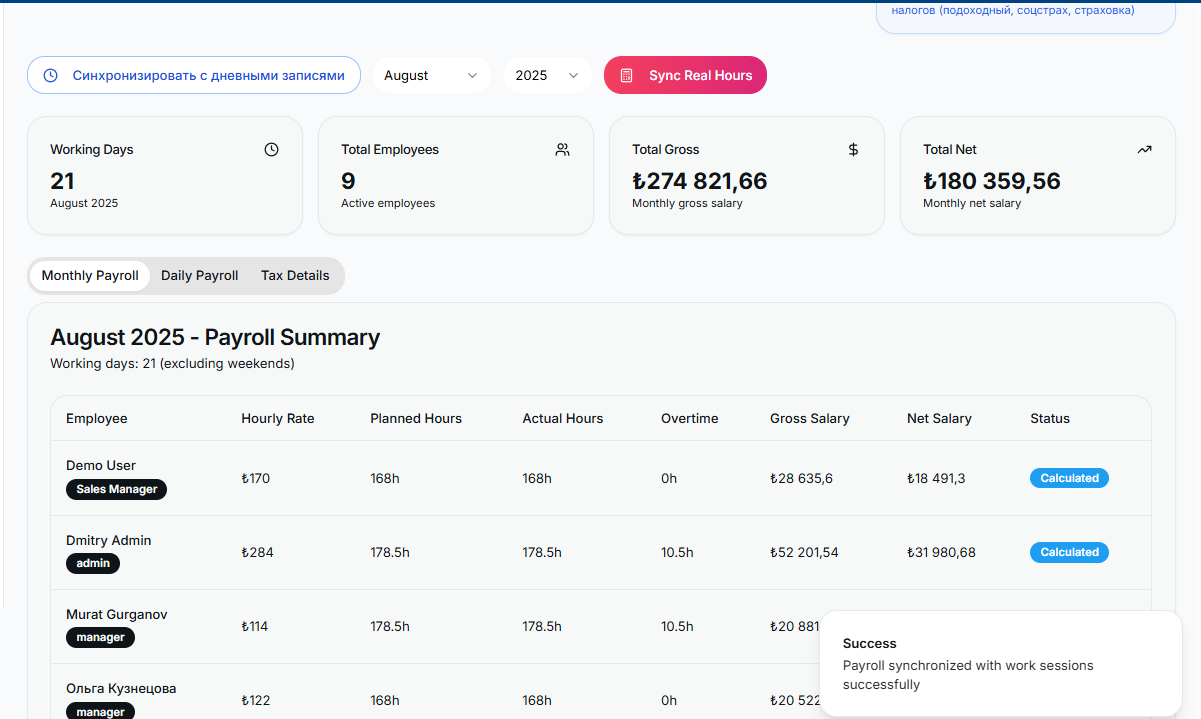 налогов (подоходный, соцстрах, страховка)
Синхронизировать с дневными записями
August
2025
Sync Real Hours
Working Days
21
August 2025
Total Employees
9
Active employees
Total Gross
$
₺274 821,66
Monthly gross salary
Total Net
₺180 359,56
Monthly net salary
Monthly Payroll
Daily Payroll
Tax Details
August 2025 - Payroll Summary
Working days: 21 (excluding weekends)
Employee Hourly Rate Planned Hours Actual Hours Overtime Gross Salary Net Salary Status
Demo User
Sales Manager
₺170 168h 168h 0h ₺28 635,6 ₺18 491,3 Calculated
Dmitry Admin
admin
₺284 178.5h 178.5h 10.5h ₺52 201,54 ₺31 980,68 Calculated
Murat Gurganov
manager
₺114 178.5h 178.5h 10.5h ₺20 881
Ольга Кузнецова
manager
₺122 168h 168h 0h ₺20 522
Success
Payroll synchronized with work sessions
successfully